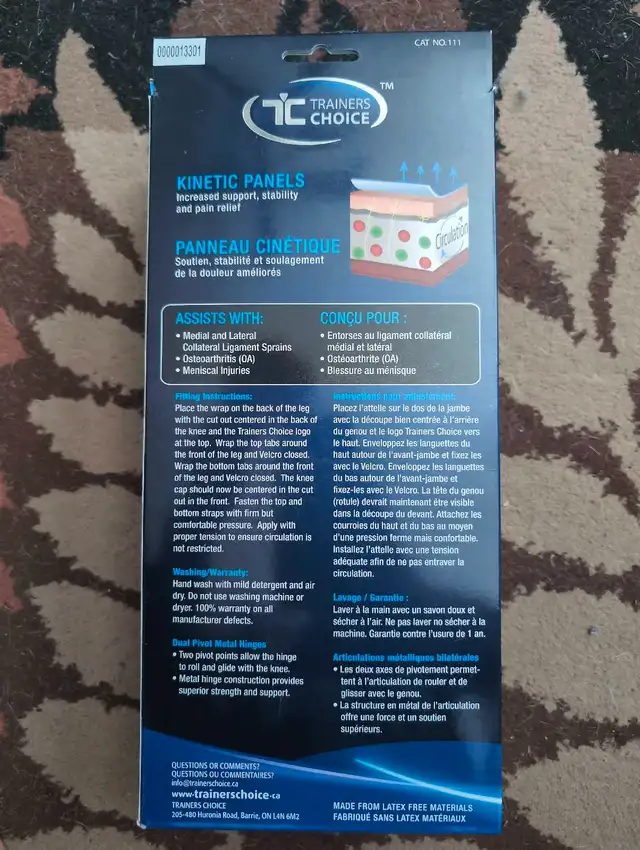 0000013301
CAT NO.111
TC TRAINERS CHOICE™
KINETIC PANELS
Increased support, stability
and pain relief
PANNEAU CINÉTIQUE
Soutien, stabilité et soulagement
de la douleur améliorés
Circulation
ASSISTS WITH:
• Medial and Lateral
Collateral Ligament Sprains
• Osteoarthritis (OA)
• Meniscal Injuries
CONÇU POUR :
• Entorses au ligament collatéral
médial et latéral
• Ostéoarthrite (OA)
• Blessure au ménisque
Fitting Instructions:
Place the wrap on the back of the leg
with the cut out centered in the back of
the knee and the Trainers Choice logo
at the top. Wrap the top tabs around
the front of the leg and Velcro closed.
Wrap the bottom tabs around the front
of the leg and Velcro closed. The knee
cap should now be centered in the cut
out in the front. Fasten the top and
bottom straps with firm but
comfortable pressure. Apply with
proper tension to ensure circulation is
not restricted.
Washing/Warranty:
Hand wash with mild detergent and air
dry. Do not use washing machine or
dryer. 100% warranty on all
manufacturer defects.
Dual Pivot Metal Hinges
• Two pivot points allow the hinge
to roll and glide with the knee.
• Metal hinge construction provides
superior strength and support.
Instructions pour ajustement:
Placez l'attelle sur le dos de la jambe
avec la découpe bien centrée à l'arrière
du genou et le logo Trainers Choice vers
le haut. Enveloppez les languettes du
haut autour de l'avant-jambe et fixez les
avec le Velcro. Enveloppez les languettes
du bas autour de l'avant-jambe et
fixez-les avec le Velcro. La tête du genou
(rotule) devrait maintenant être visible
dans la découpe du devant. Attachez les
courroies du haut et du bas au moyen
d'une pression ferme mais confortable.
Installez l'attelle avec une tension
adéquate afin de ne pas entraver la
circulation.
Lavage / Garantie :
Laver à la main avec un savon doux et
sécher à l'air. Ne pas laver no sécher à la
machine. Garantie contre l'usure de 1 an.
Articulations métalliques bilatérales
• Les deux axes de pivotement permet-
tent à l'articulation de rouler et de
glisser avec le genou.
• La structure en métal de l'articulation
offre une force et un soutien
supérieurs.
QUESTIONS OR COMMENTS?
QUESTIONS OU COMMENTAIRES?
info@trainerschoice.ca
www.trainerschoice.ca
TRAINERS CHOICE
205-480 Huronia Road, Barrie, ON L4N 6M2
MADE FROM LATEX FREE MATERIALS
FABRIQUÉ SANS LATEX MATÉRIAUX